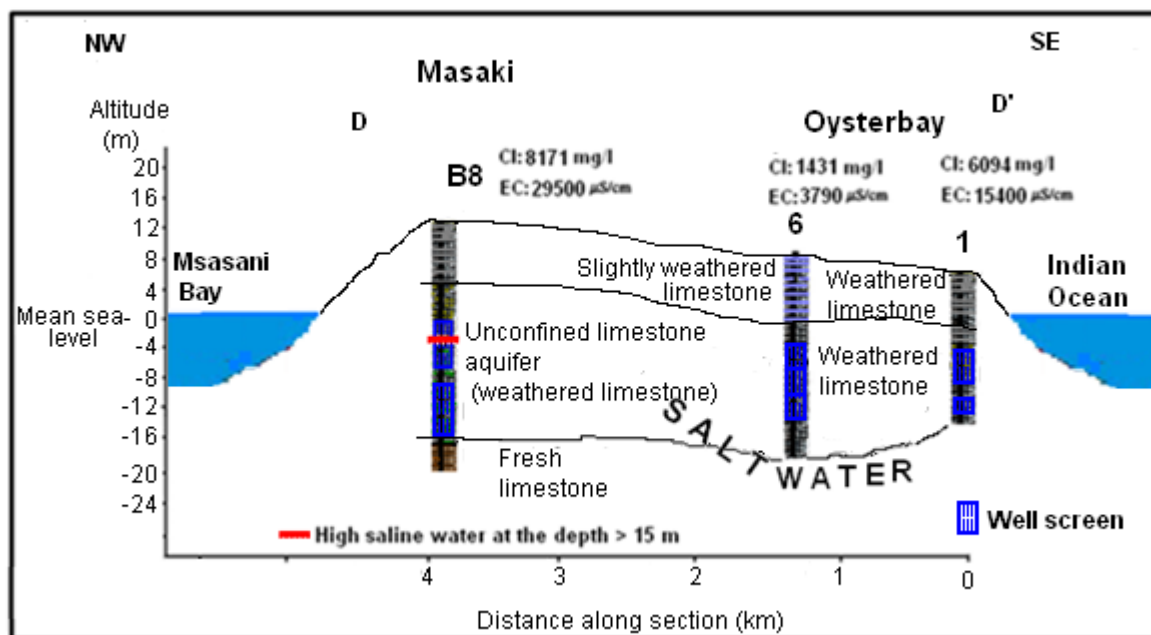 NW
SE
Masaki
Altitude
(m)
D
D'
Oysterbay
Cl: 8171 mg/l
EC: 29500 µS/cm
Cl: 1431 mg/l
EC: 3790 µS/cm
Cl: 6094 mg/l
EC: 15400 µS/cm
B8
6
1
20
16
12
8
4
0
-4
-8
-12
-16
-20
-24
Msasani
Bay
Mean sea-
level
Slightly weathered
limestone
Weathered
limestone
Indian
Ocean
Unconfined limestone
aquifer
(weathered limestone)
Weathered
limestone
SALT WATER
Fresh
limestone
Well screen
High saline water at the depth > 15 m
4
3
2
1
0
Distance along section (km)